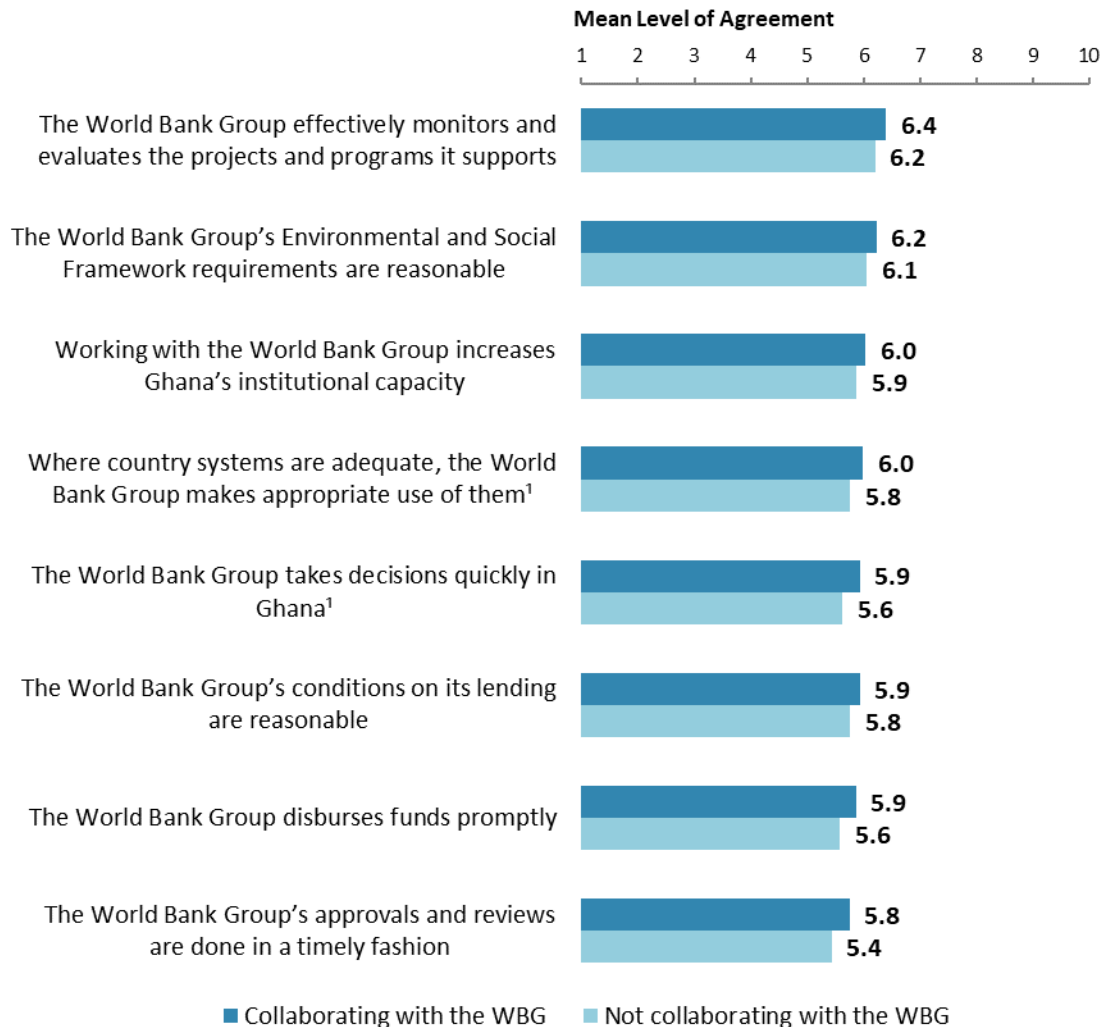 Mean Level of Agreement
1 2 3 4 5 6 7 8 9 10
The World Bank Group effectively monitors and
evaluates the projects and programs it supports
6.4
6.2
The World Bank Group’s Environmental and Social
Framework requirements are reasonable
6.2
6.1
Working with the World Bank Group increases
Ghana’s institutional capacity
6.0
5.9
Where country systems are adequate, the World
Bank Group makes appropriate use of them¹
6.0
5.8
The World Bank Group takes decisions quickly in
Ghana¹
5.9
5.6
The World Bank Group’s conditions on its lending
are reasonable
5.9
5.8
The World Bank Group disburses funds promptly
5.9
5.6
The World Bank Group’s approvals and reviews
are done in a timely fashion
5.8
5.4
Collaborating with the WBG Not collaborating with the WBG